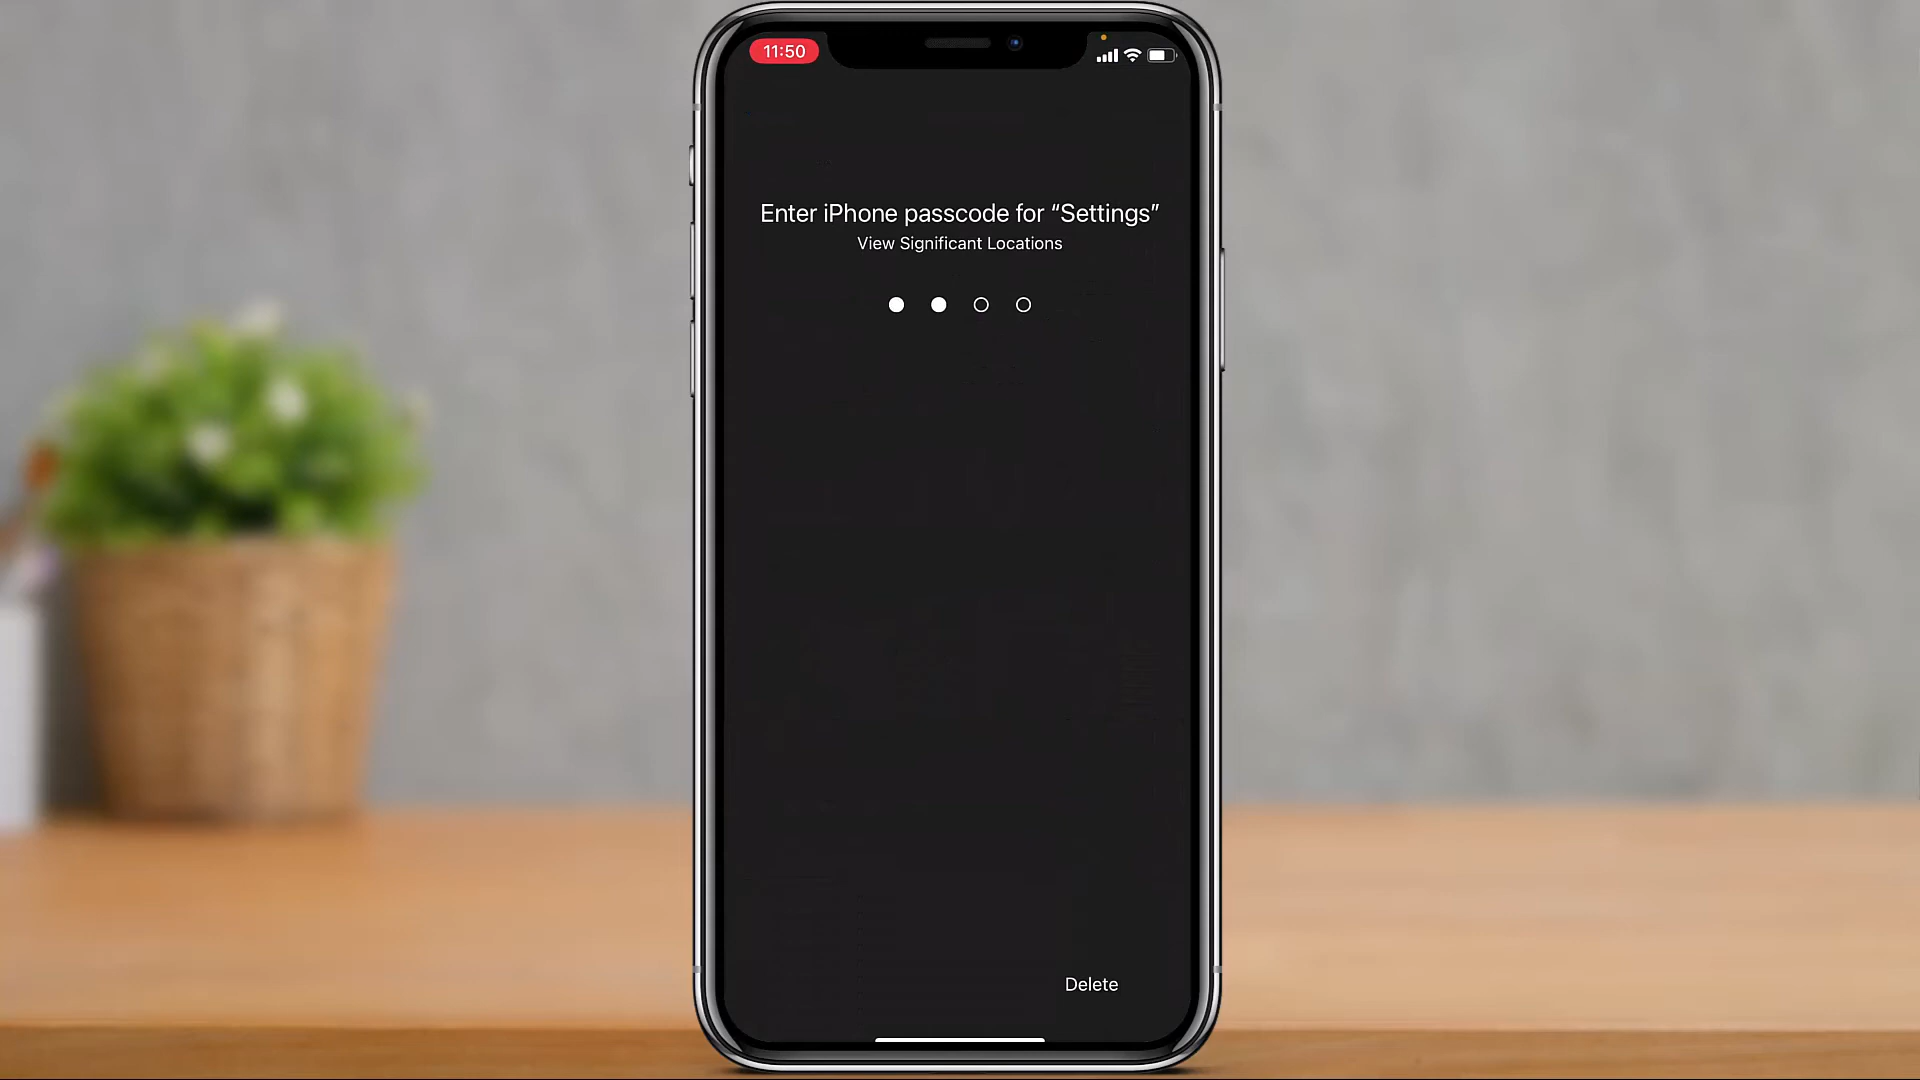 11:50
Enter iPhone passcode for “Settings”
View Significant Locations
Delete